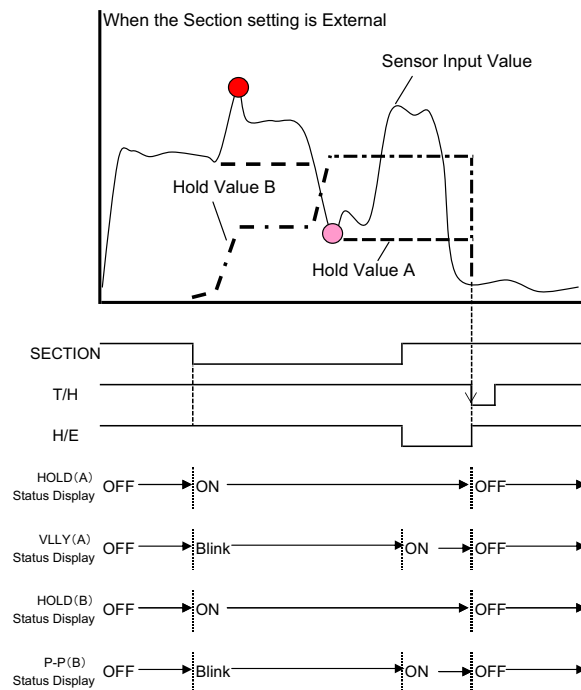 When the Section setting is External
Sensor Input Value
Hold Value B
Hold Value A
SECTION
T/H
H/E
HOLD(A)
Status Display
OFF
ON
OFF
VLLY(A)
Status Display
OFF
Blink
ON
OFF
HOLD(B)
Status Display
OFF
ON
OFF
P-P(B)
Status Display
OFF
Blink
ON
OFF